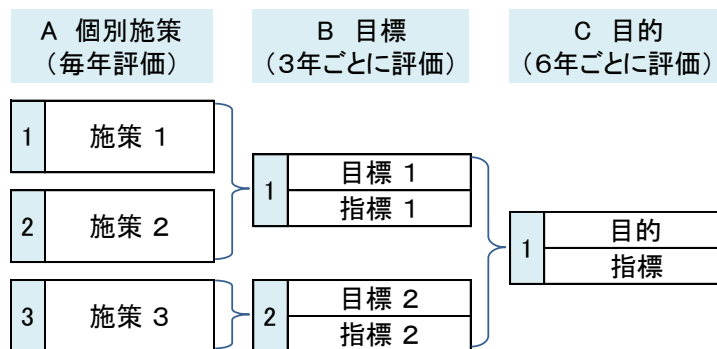 A 個別施策
(毎年評価)
B 目標
(3年ごとに評価)
C 目的
(6年ごとに評価)
1 施策 1
2 施策 2
3 施策 3
1 目標 1
指標 1
2 目標 2
指標 2
1 目的
指標